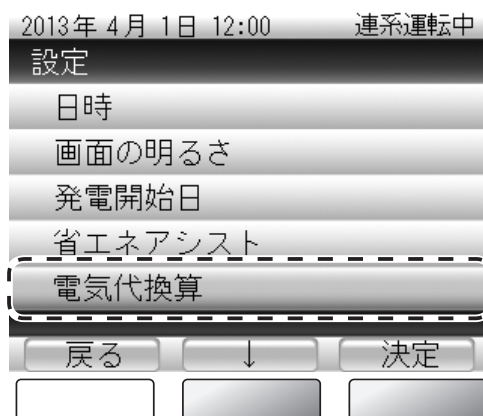 2013年 4月 1日 12:00 連系運転中
設定
日時
画面の明るさ
発電開始日
省エネアシスト
電気代換算
戻る ↓ 決定